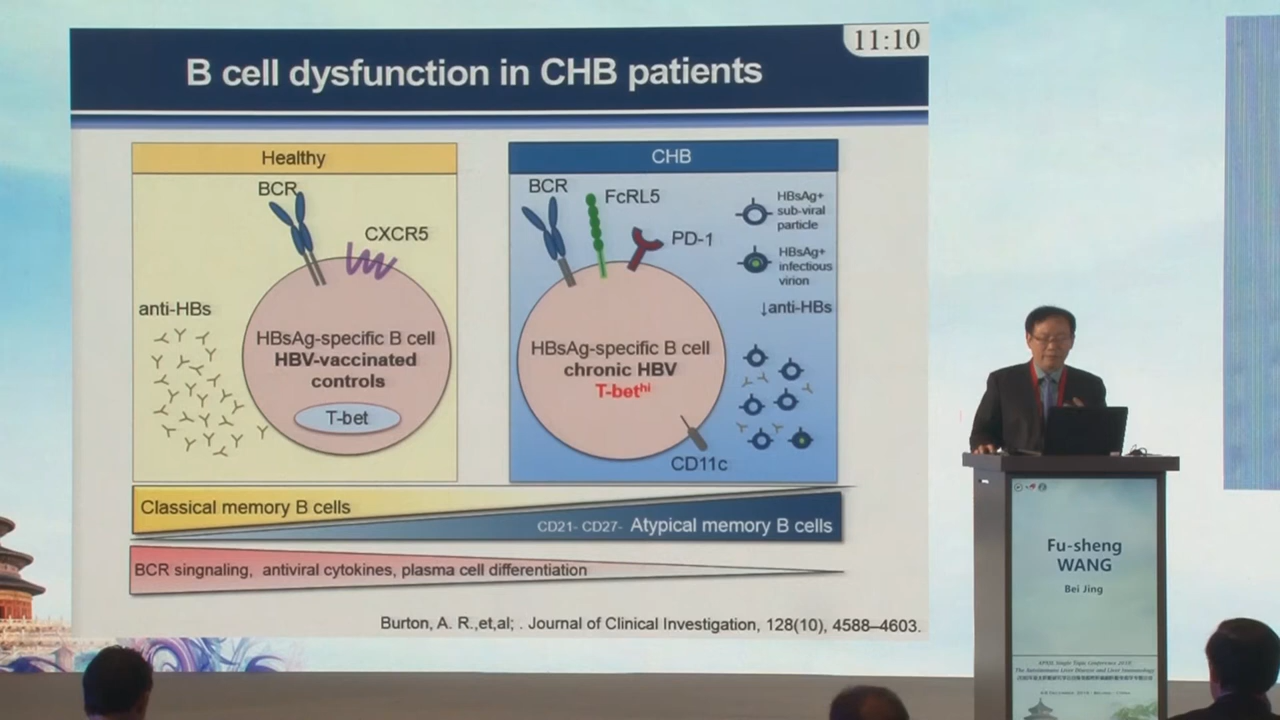 11:10
B cell dysfunction in CHB patients
Healthy
BCR
CXCR5
anti-HBs
HBsAg-specific B cell
HBV-vaccinated
controls
T-bet
CHB
BCR
FcRL5
PD-1
HBsAg+
sub-viral
particle
HBsAg+
infectious
virion
↓anti-HBs
HBsAg-specific B cell
chronic HBV
T-bethi
CD11c
Classical memory B cells
CD21- CD27- Atypical memory B cells
BCR singnaling, antiviral cytokines, plasma cell differentiation
Burton, A. R.,et,al; . Journal of Clinical Investigation, 128(10), 4588–4603.
Fu-sheng
WANG
Bei Jing